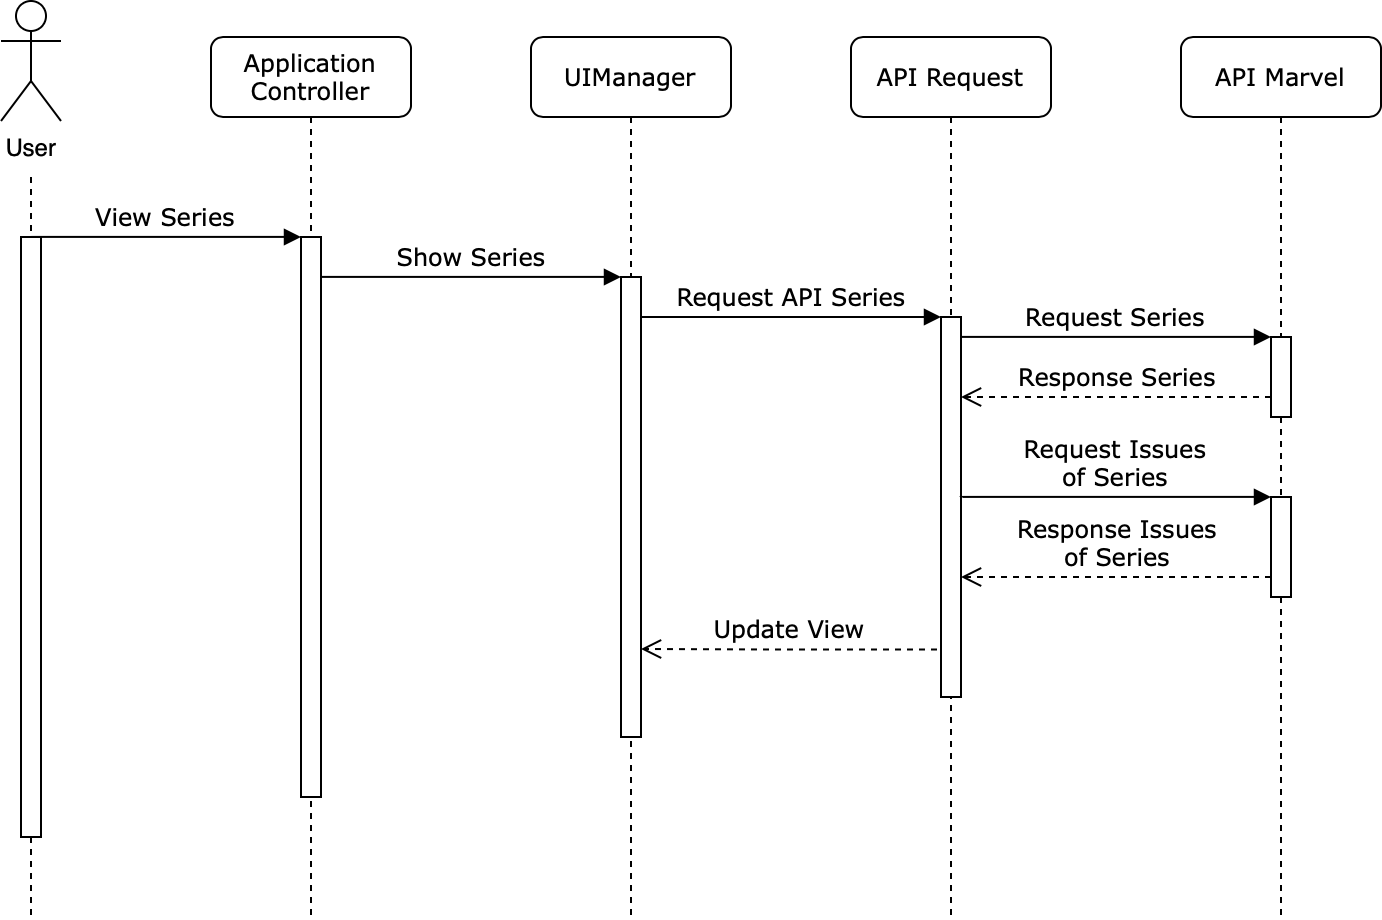 Application
Controller
UIManager
API Request
API Marvel
User
View Series
Show Series
Request API Series
Request Series
Response Series
Request Issues
of Series
Response Issues
of Series
Update View